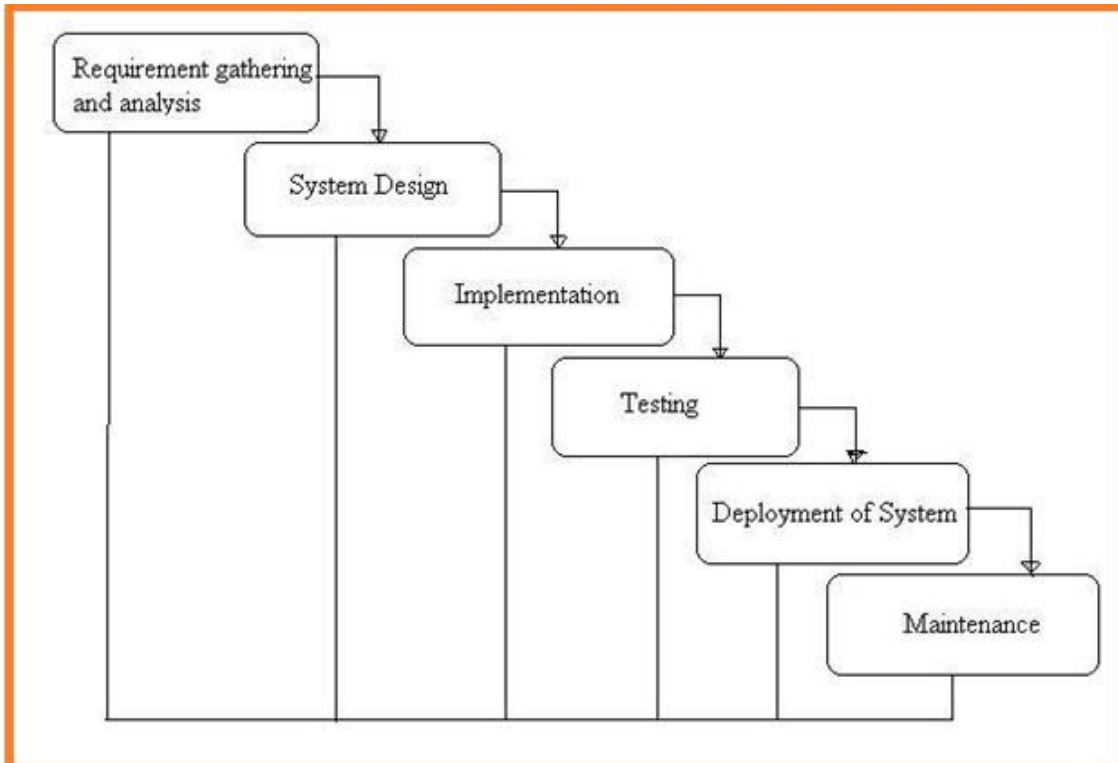 Requirement gathering
and analysis
System Design
Implementation
Testing
Deployment of System
Maintenance